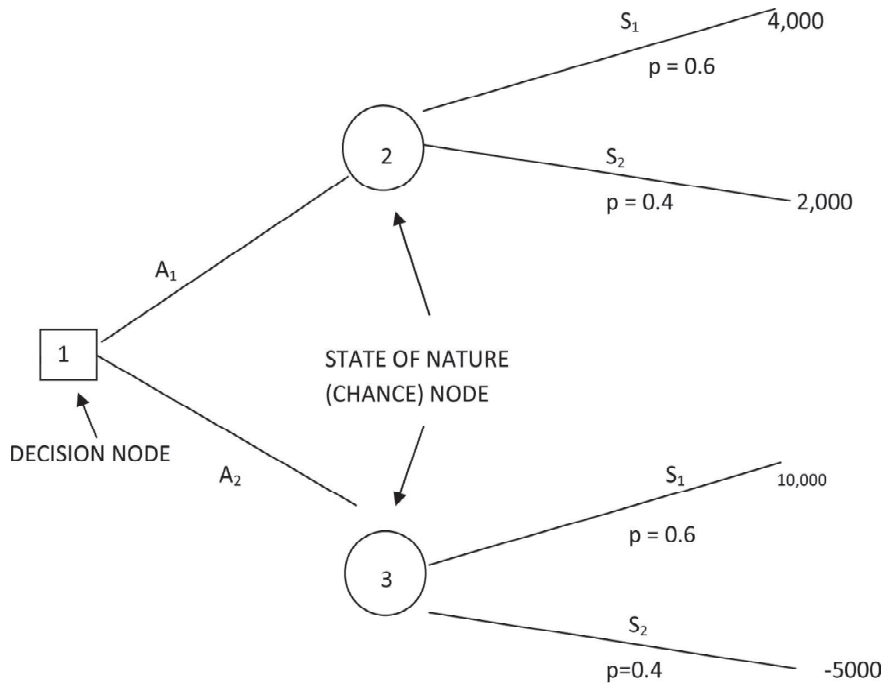 S₁
4,000
p = 0.6
2
S₂
p = 0.4
2,000
A₁
1
STATE OF NATURE
(CHANCE) NODE
DECISION NODE
A₂
S₁
10,000
p = 0.6
3
S₂
p=0.4
-5000